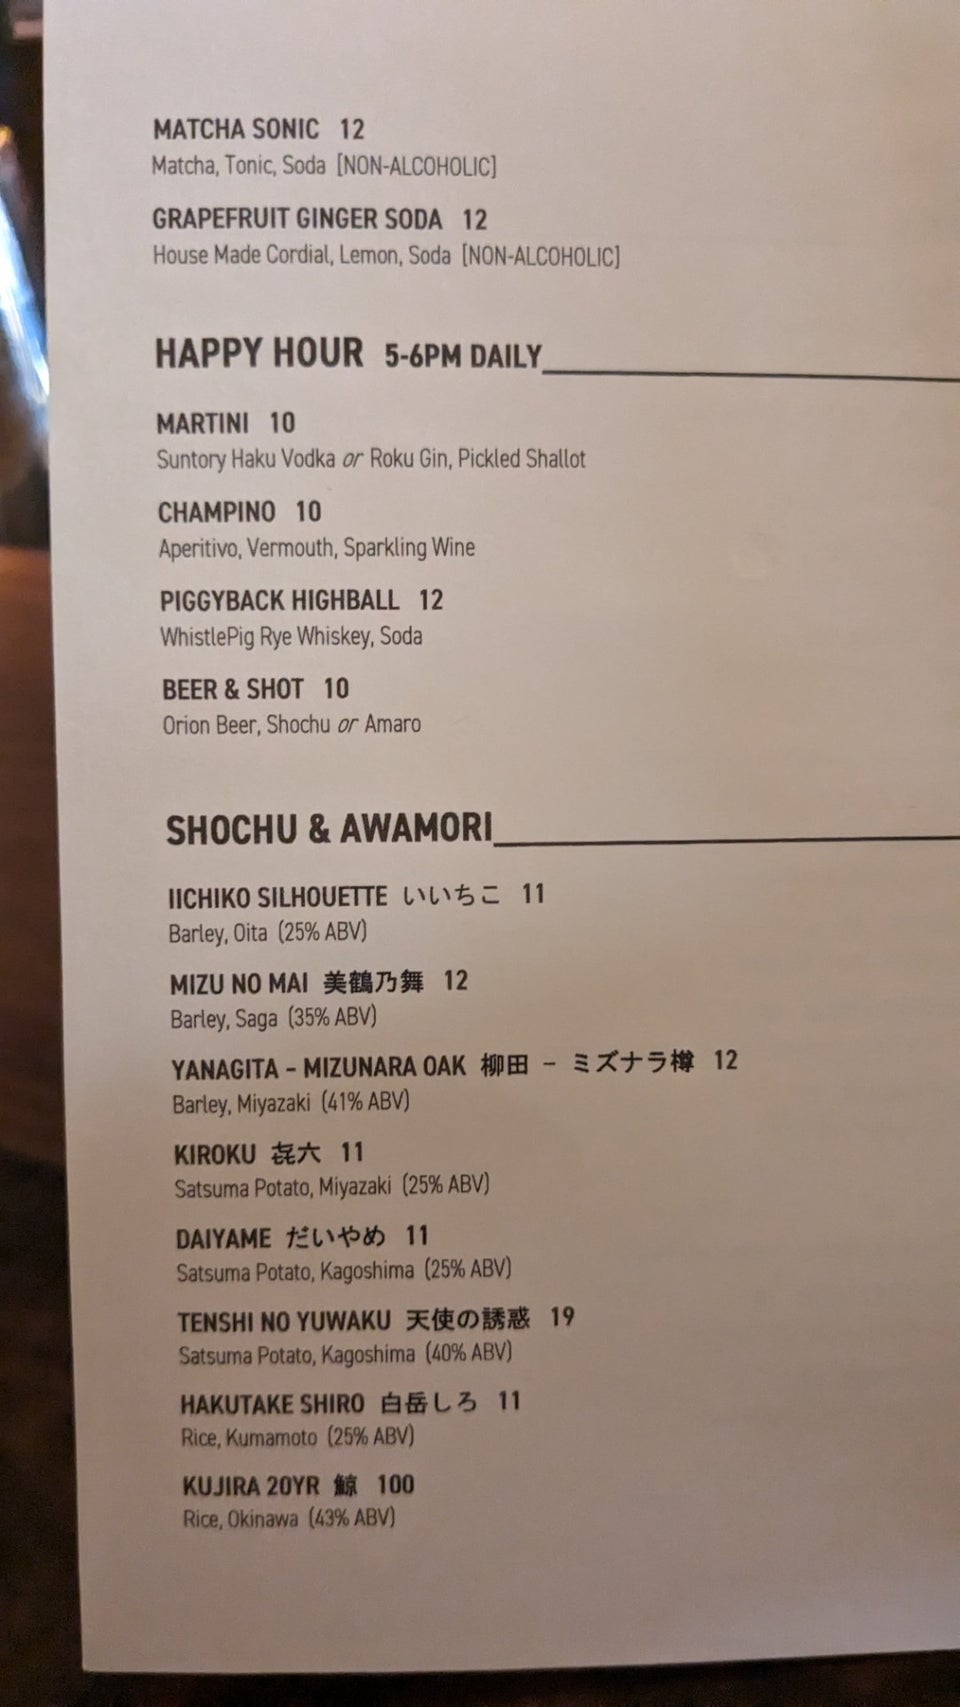 MATCHA SONIC 12
Matcha, Tonic, Soda [NON-ALCOHOLIC]
GRAPEFRUIT GINGER SODA 12
House Made Cordial, Lemon, Soda [NON-ALCOHOLIC]
HAPPY HOUR 5-6PM DAILY
MARTINI 10
Suntory Haku Vodka or Roku Gin, Pickled Shallot
CHAMPINO 10
Aperitivo, Vermouth, Sparkling Wine
PIGGYBACK HIGHBALL 12
WhistlePig Rye Whiskey, Soda
BEER & SHOT 10
Orion Beer, Shochu or Amaro
SHOCHU & AWAMORI
IICHIKO SILHOUETTE いいちこ 11
Barley, Oita (25% ABV)
MIZU NO MAI 美鶴乃舞 12
Barley, Saga (35% ABV)
YANAGITA - MIZUNARA OAK 柳田 - ミズナラ樽 12
Barley, Miyazaki (41% ABV)
KIROKU 㐂六 11
Satsuma Potato, Miyazaki (25% ABV)
DAIYAME だいやめ 11
Satsuma Potato, Kagoshima (25% ABV)
TENSHI NO YUWAKU 天使の誘惑 19
Satsuma Potato, Kagoshima (40% ABV)
HAKUTAKE SHIRO 白岳しろ 11
Rice, Kumamoto (25% ABV)
KUJIRA 20YR 鯨 100
Rice, Okinawa (43% ABV)